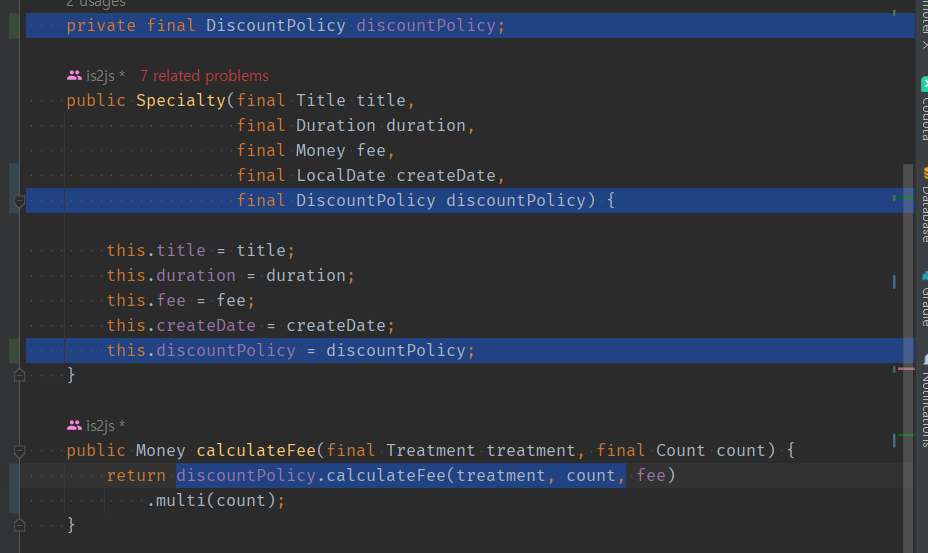 2 usages
private final DiscountPolicy discountPolicy;
is2js * 7 related problems
public Specialty(final Title title,
final Duration duration,
final Money fee,
final LocalDate createDate,
final DiscountPolicy discountPolicy) {
this.title = title;
this.duration = duration;
this.fee = fee;
this.createDate = createDate;
this.discountPolicy = discountPolicy;
}
is2js *
public Money calculateFee(final Treatment treatment, final Count count) {
return discountPolicy.calculateFee(treatment, count, fee)
.multi(count);
}
Codota
Database
Gradle
Notifications